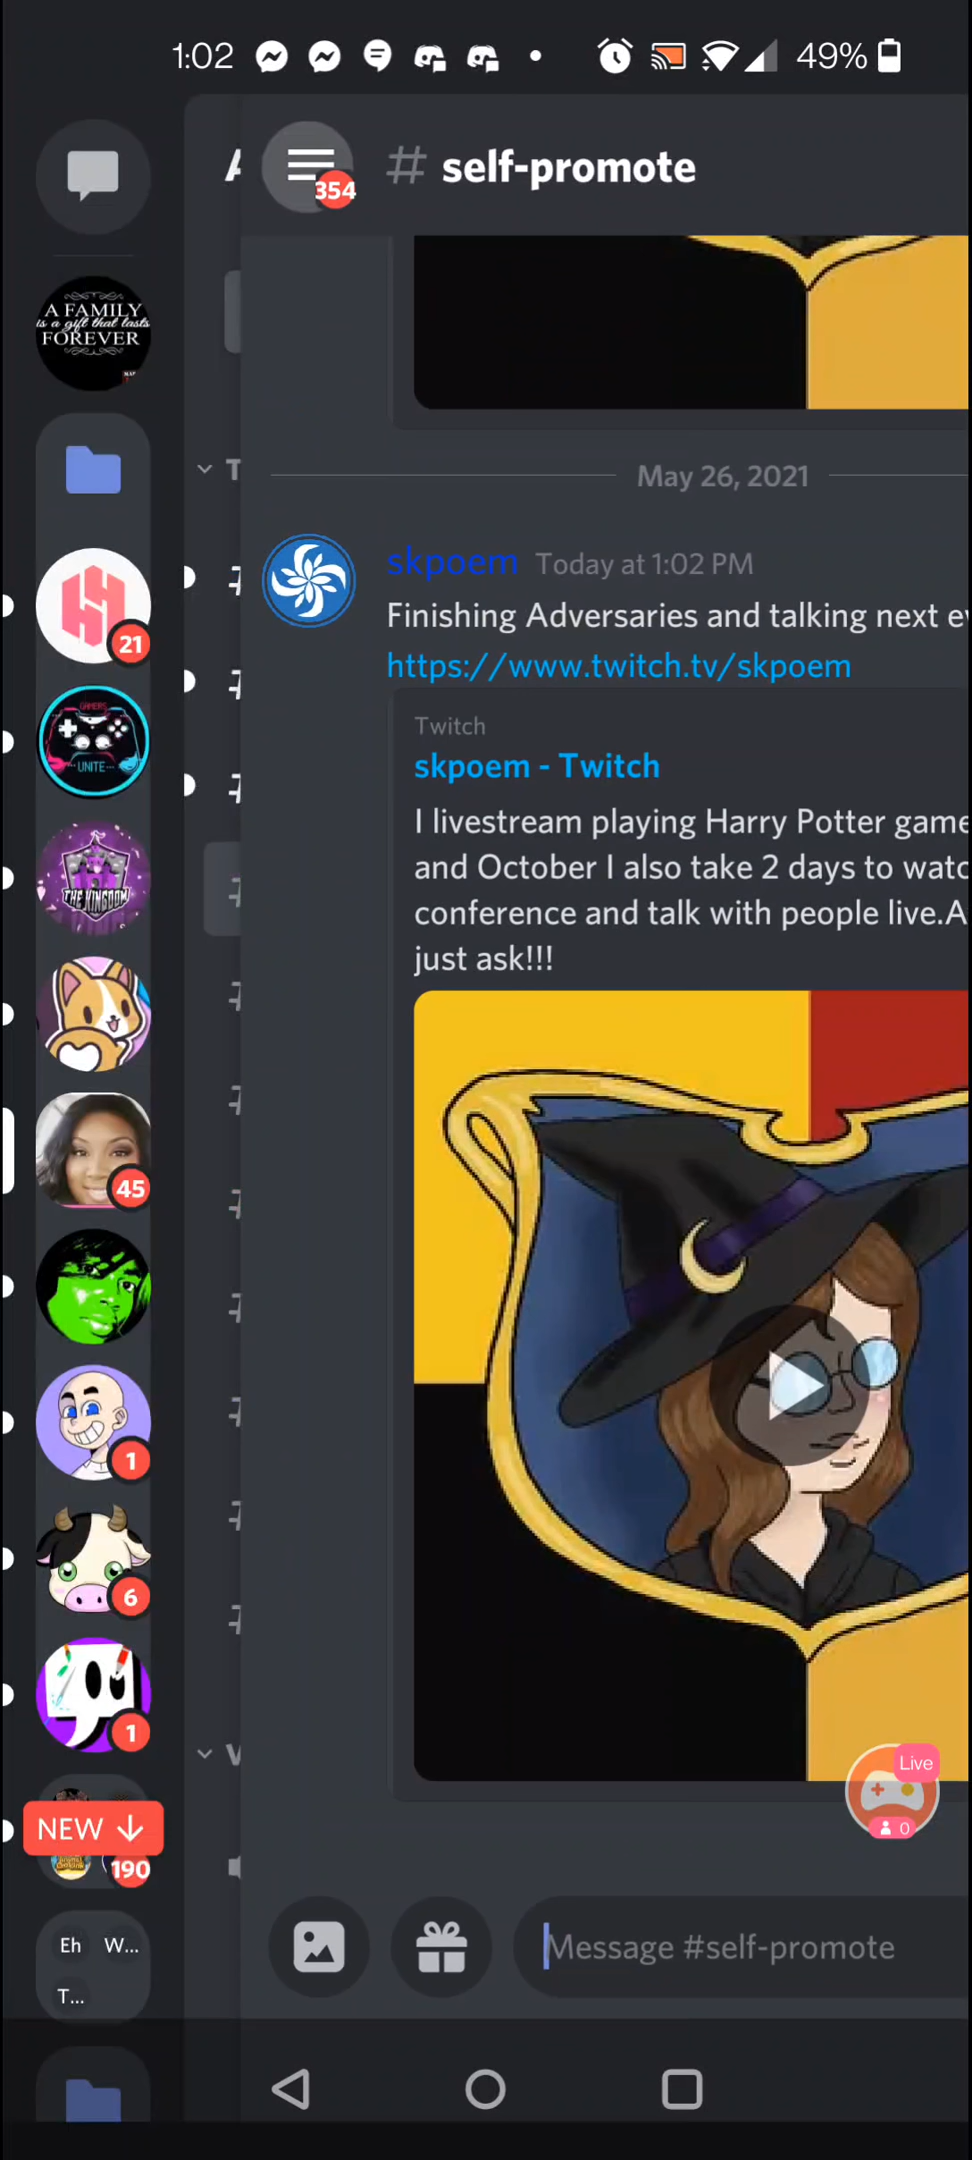 1:02
49%
354
# self-promote
A FAMILY
is a gift that lasts
FOREVER
May 26, 2021
skpoem Today at 1:02 PM
Finishing Adversaries and talking next
https://www.twitch.tv/skpoem
Twitch
skpoem - Twitch
I livestream playing Harry Potter game
and October I also take 2 days to watc
conference and talk with people live.A
just ask!!!
21
GAMERS
UNITE
THE KINGDOM
45
1
6
1
Live
0
NEW
190
Eh W...
T...
Message #self-promote